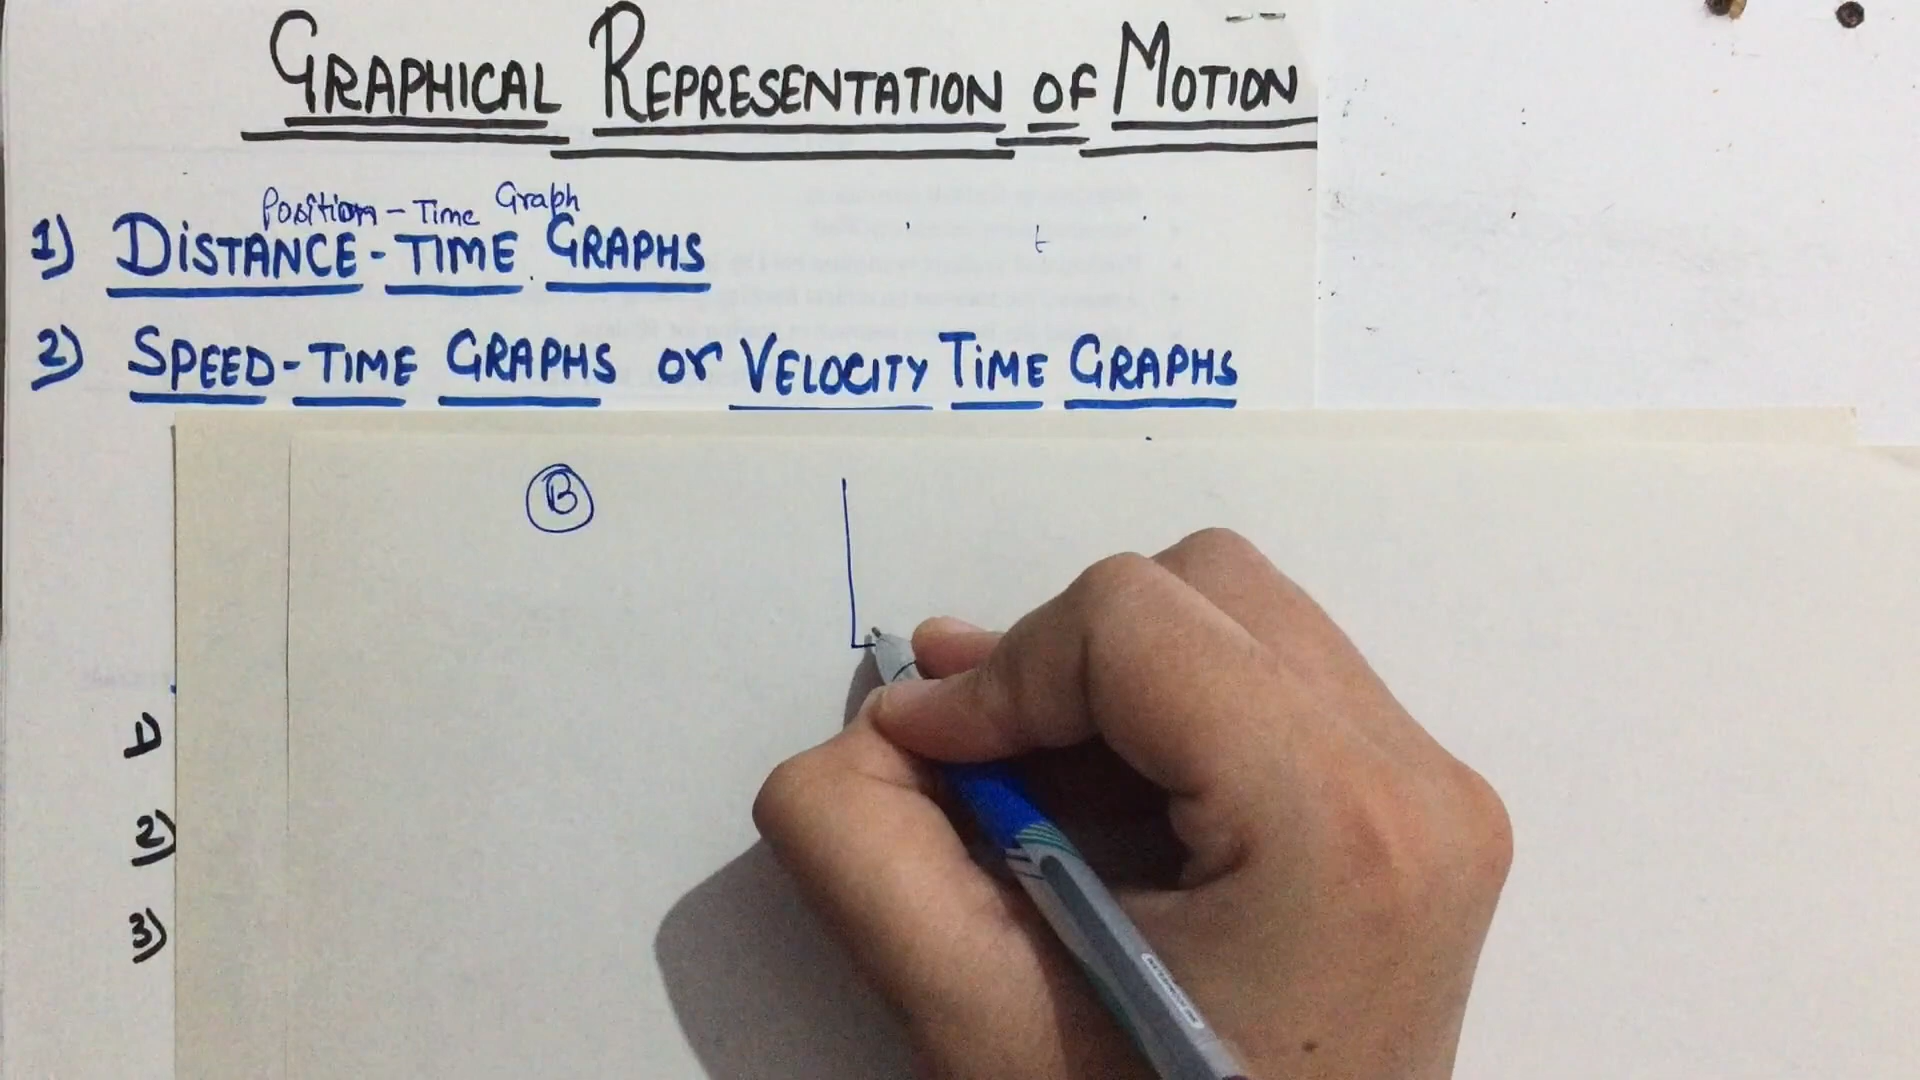 GRAPHICAL REPRESENTATION OF MOTION
Position - Time Graph
1) DISTANCE - TIME GRAPHS
t
2) SPEED - TIME GRAPHS or VELOCITY TIME GRAPHS
B
1)
2)
3)